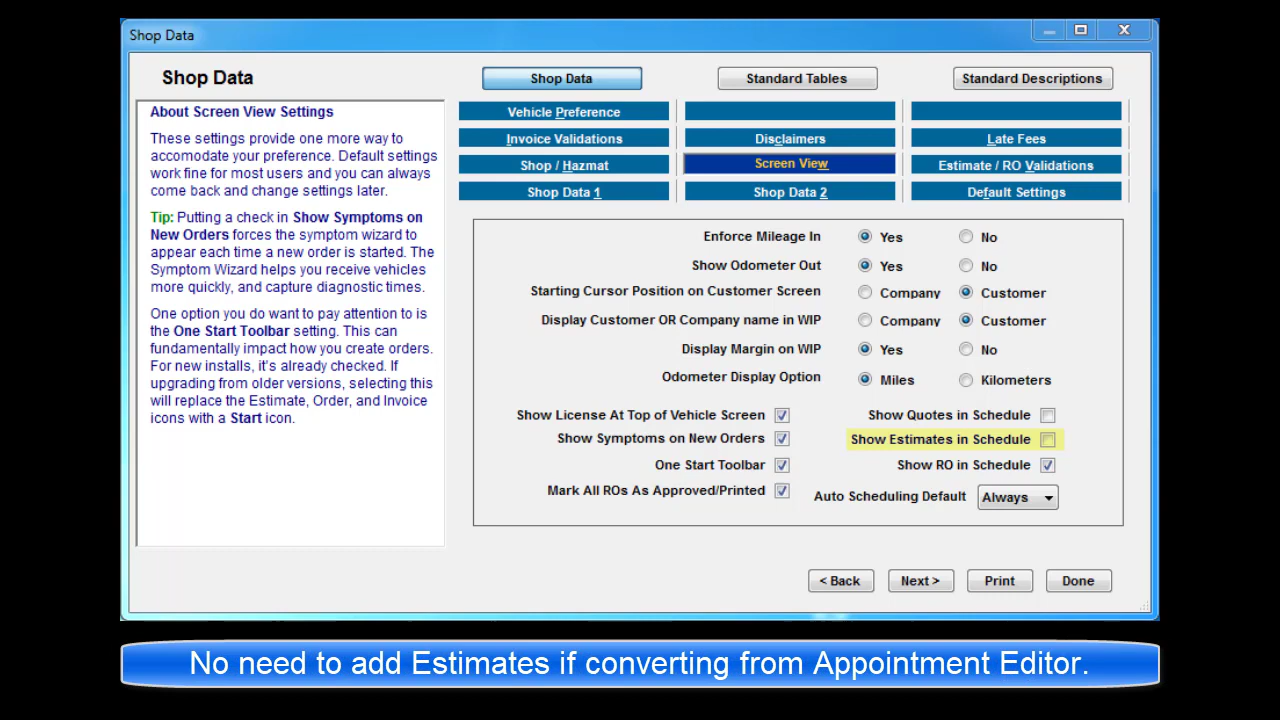 Shop Data
Shop Data
Shop Data
Standard Tables
Standard Descriptions
About Screen View Settings
These settings provide one more way to
accomodate your preference. Default settings
work fine for most users and you can always
come back and change settings later.
Tip: Putting a check in Show Symptoms on
New Orders forces the symptom wizard to
appear each time a new order is started. The
Symptom Wizard helps you receive vehicles
more quickly, and capture diagnostic times.
One option you do want to pay attention to is
the One Start Toolbar setting. This can
fundamentally impact how you create orders.
For new installs, it's already checked. If
upgrading from older versions, selecting this
will replace the Estimate, Order, and Invoice
icons with a Start icon.
Vehicle Preference
Invoice Validations Disclaimers Late Fees
Shop / Hazmat Screen View Estimate / RO Validations
Shop Data 1 Shop Data 2 Default Settings
Enforce Mileage In Yes No
Show Odometer Out Yes No
Starting Cursor Position on Customer Screen Company Customer
Display Customer OR Company name in WIP Company Customer
Display Margin on WIP Yes No
Odometer Display Option Miles Kilometers
Show License At Top of Vehicle Screen Show Quotes in Schedule
Show Symptoms on New Orders Show Estimates in Schedule
One Start Toolbar Show RO in Schedule
Mark All ROs As Approved/Printed Auto Scheduling Default Always
< Back Next > Print Done
No need to add Estimates if converting from Appointment Editor.